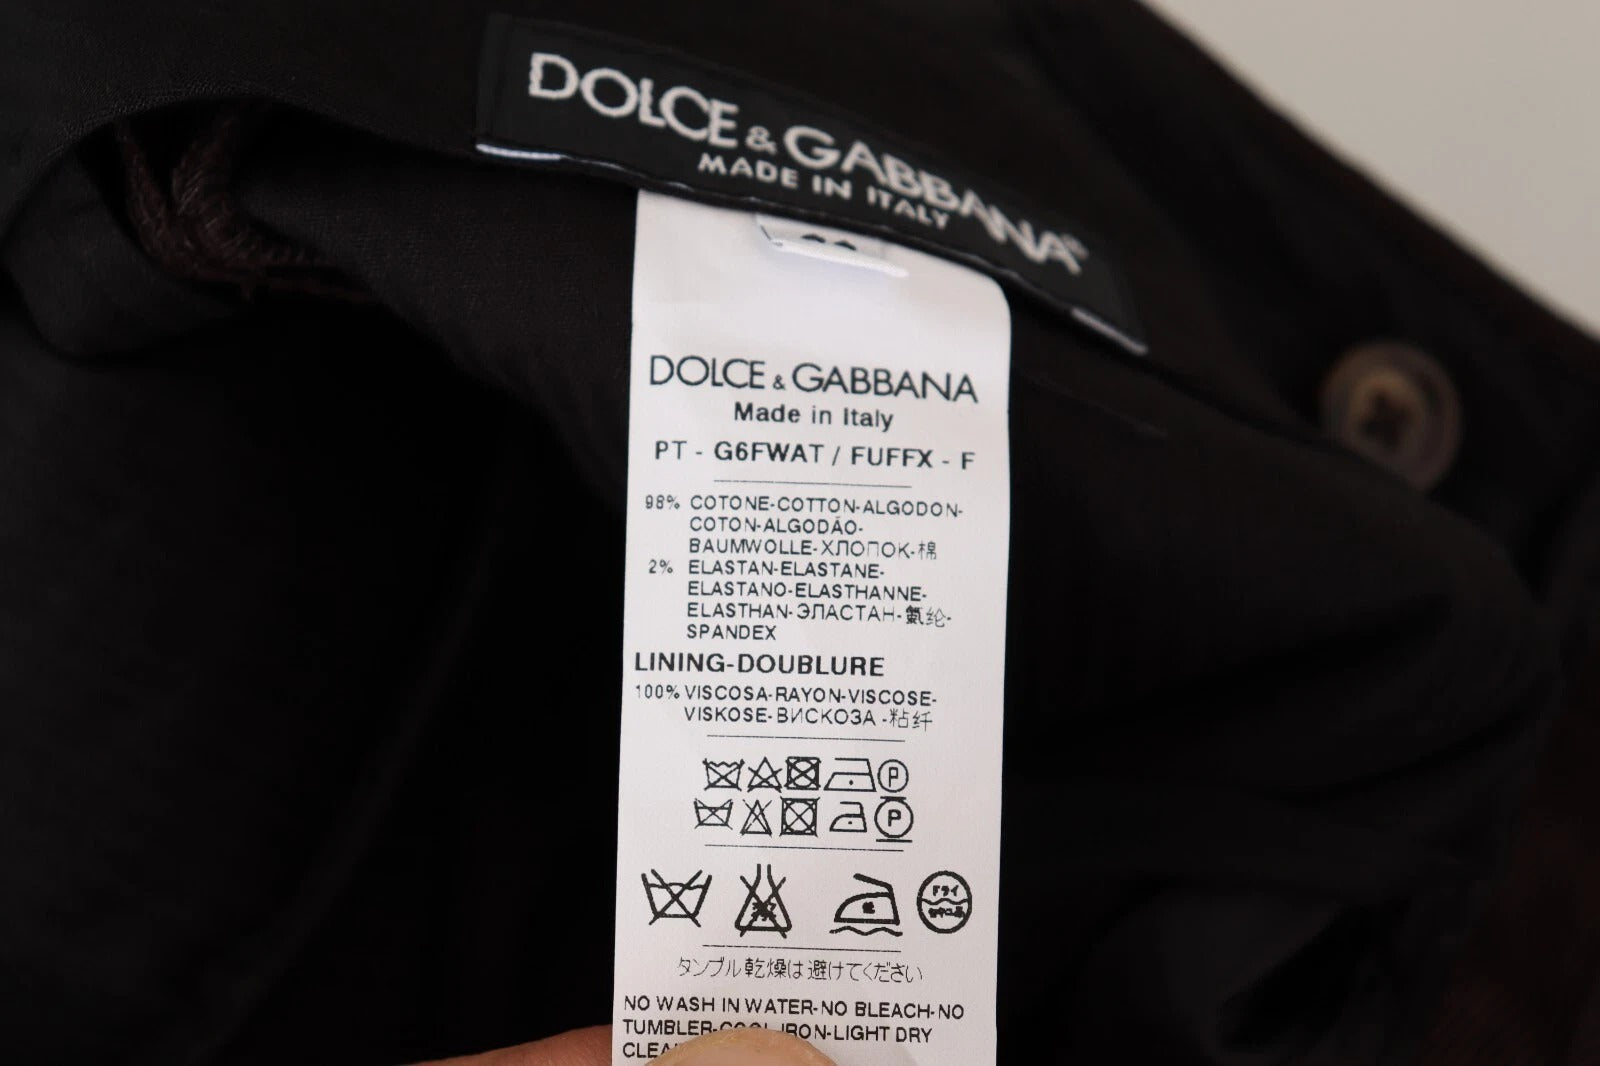 DOLCE & GABBANA®
MADE IN ITALY
DOLCE & GABBANA
Made in Italy
PT - G6FWAT / FUFFX - F
98% COTONE-COTTON-ALGODON-
COTON-ALGODÃO-
BAUMWOLLE-ХЛОПОК-棉
2% ELASTAN-ELASTANE-
ELASTANO-ELASTHANNE-
ELASTHAN-ЭЛАСТАН-氨纶-
SPANDEX
LINING-DOUBLURE
100% VISCOSA-RAYON-VISCOSE-
VISKOSE-ВИСКОЗА-粘纤
P
P
ドライ
タンブル乾燥は避けてください
NO WASH IN WATER-NO BLEACH-NO
TUMBLER-COOL IRON-LIGHT DRY